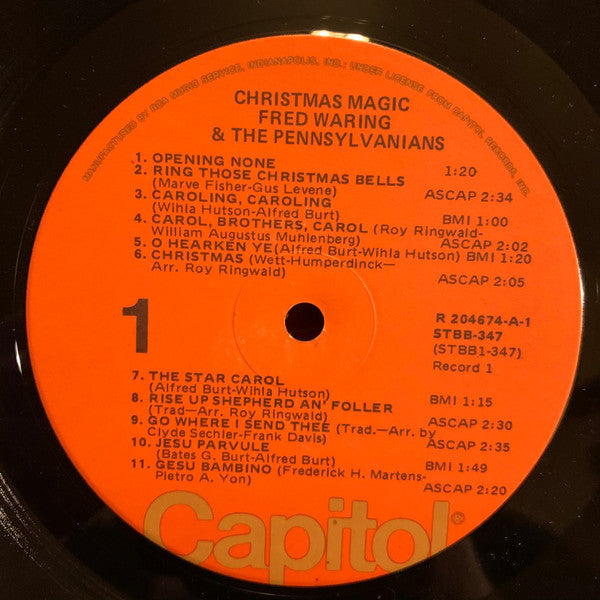 MANUFACTURED BY RCA MUSIC SERVICE, INDIANAPOLIS, IND.; UNDER LICENSE FROM CAPITOL RECORDS, INC.
CHRISTMAS MAGIC
FRED WARING
& THE PENNSYLVANIANS
1. OPENING NONE 1:20
2. RING THOSE CHRISTMAS BELLS
(Marve Fisher-Gus Levene) ASCAP 2:34
3. CAROLING, CAROLING
(Wihla Hutson-Alfred Burt) BMI 1:00
4. CAROL, BROTHERS, CAROL (Roy Ringwald-
William Augustus Muhlenberg) ASCAP 2:02
5. O HEARKEN YE(Alfred Burt-Wihla Hutson) BMI 1:20
6. CHRISTMAS (Wett-Humperdinck—
Arr. Roy Ringwald) ASCAP 2:05
1
R 204674-A-1
STBB-347
(STBB1-347)
Record 1
7. THE STAR CAROL
(Alfred Burt-Wihla Hutson) BMI 1:15
8. RISE UP SHEPHERD AN' FOLLER
(Trad—Arr. Roy Ringwald) ASCAP 2:30
9. GO WHERE I SEND THEE (Trad.—Arr. by
Clyde Sechler-Frank Davis) ASCAP 2:35
10. JESU PARVULE
(Bates G. Burt-Alfred Burt) BMI 1:49
11. GESU BAMBINO (Frederick H. Martens-
Pietro A. Yon) ASCAP 2:20
Capitol®